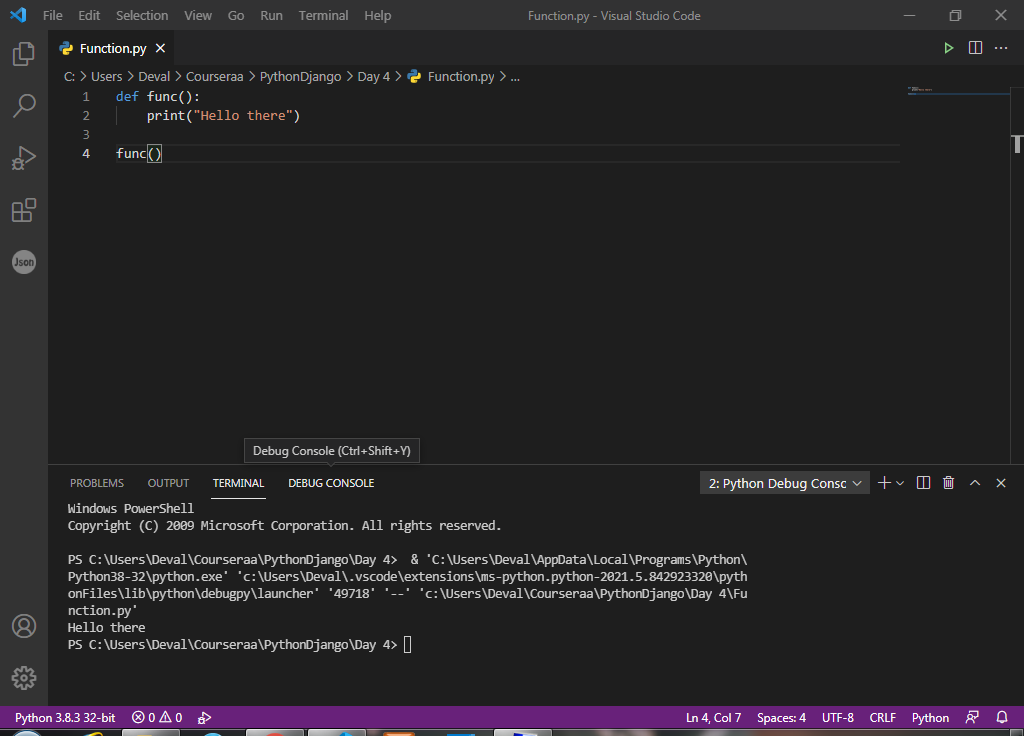 File Edit Selection View Go Run Terminal Help Function.py - Visual Studio Code
Function.py
C: > Users > Deval > Courseraa > PythonDjango > Day 4 > Function.py > ...
1 def func():
2 print("Hello there")
3
4 func()
Json
Debug Console (Ctrl+Shift+Y)
PROBLEMS OUTPUT TERMINAL DEBUG CONSOLE 2: Python Debug Consc
Windows PowerShell
Copyright (C) 2009 Microsoft Corporation. All rights reserved.
PS C:\Users\Deval\Courseraa\PythonDjango\Day 4>  & 'C:\Users\Deval\AppData\Local\Programs\Python\
Python38-32\python.exe' 'c:\Users\Deval\.vscode\extensions\ms-python.python-2021.5.842923320\pyth
onFiles\lib\python\debugpy\launcher' '49718' '--' 'c:\Users\Deval\Courseraa\PythonDjango\Day 4\Fu
nction.py'
Hello there
PS C:\Users\Deval\Courseraa\PythonDjango\Day 4>
Python 3.8.3 32-bit 0 0 Ln 4, Col 7 Spaces: 4 UTF-8 CRLF Python